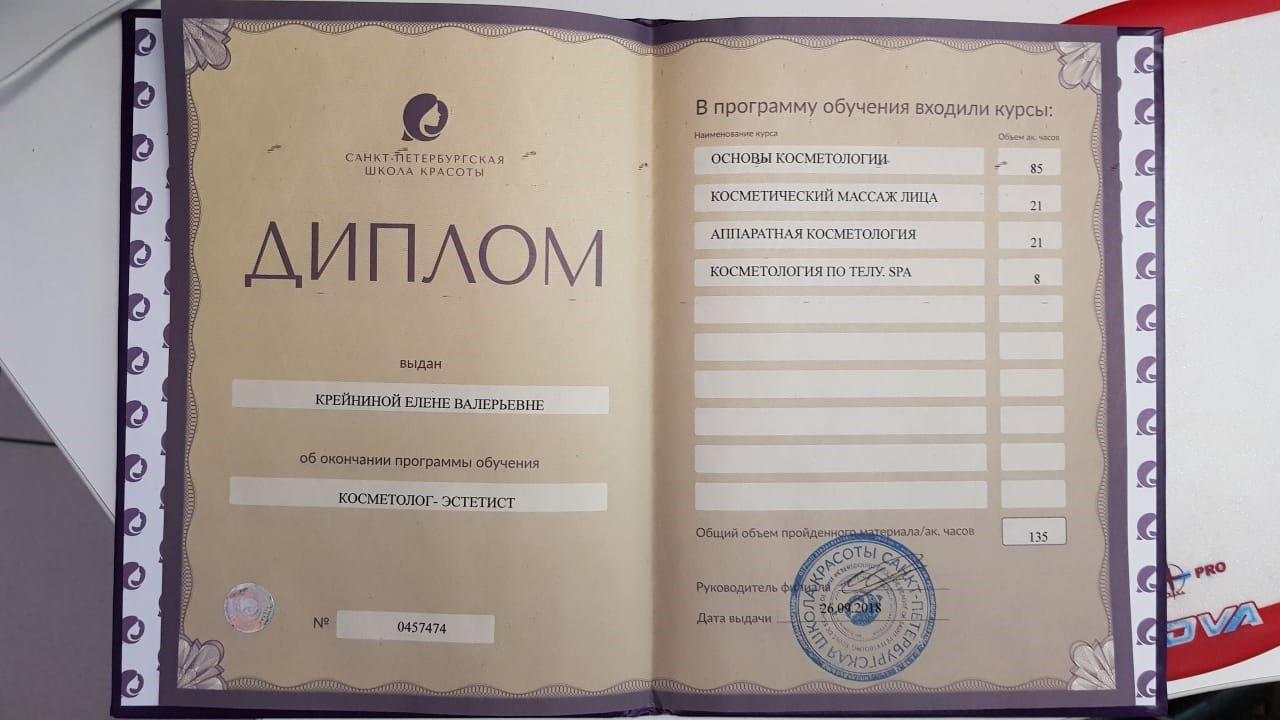 САНКТ-ПЕТЕРБУРГСКАЯ
ШКОЛА КРАСОТЫ
ДИПЛОМ
выдан
КРЕЙНИНОЙ ЕЛЕНЕ ВАЛЕРЬЕВНЕ
об окончании программы обучения
КОСМЕТОЛОГ- ЭСТЕТИСТ
№ 0457474
В программу обучения входили курсы:
Наименование курса Объем ак. часов
ОСНОВЫ КОСМЕТОЛОГИИ 85
КОСМЕТИЧЕСКИЙ МАССАЖ ЛИЦА 21
АППАРАТНАЯ КОСМЕТОЛОГИЯ 21
КОСМЕТОЛОГИЯ ПО ТЕЛУ. SPA 8
Общий объем пройденного материала/ак. часов 135
Руководитель филиала
Дата выдачи 26.09.2018
САНКТ-ПЕТЕРБУРГСКАЯ ШКОЛА КРАСОТЫ
PRO
OVA